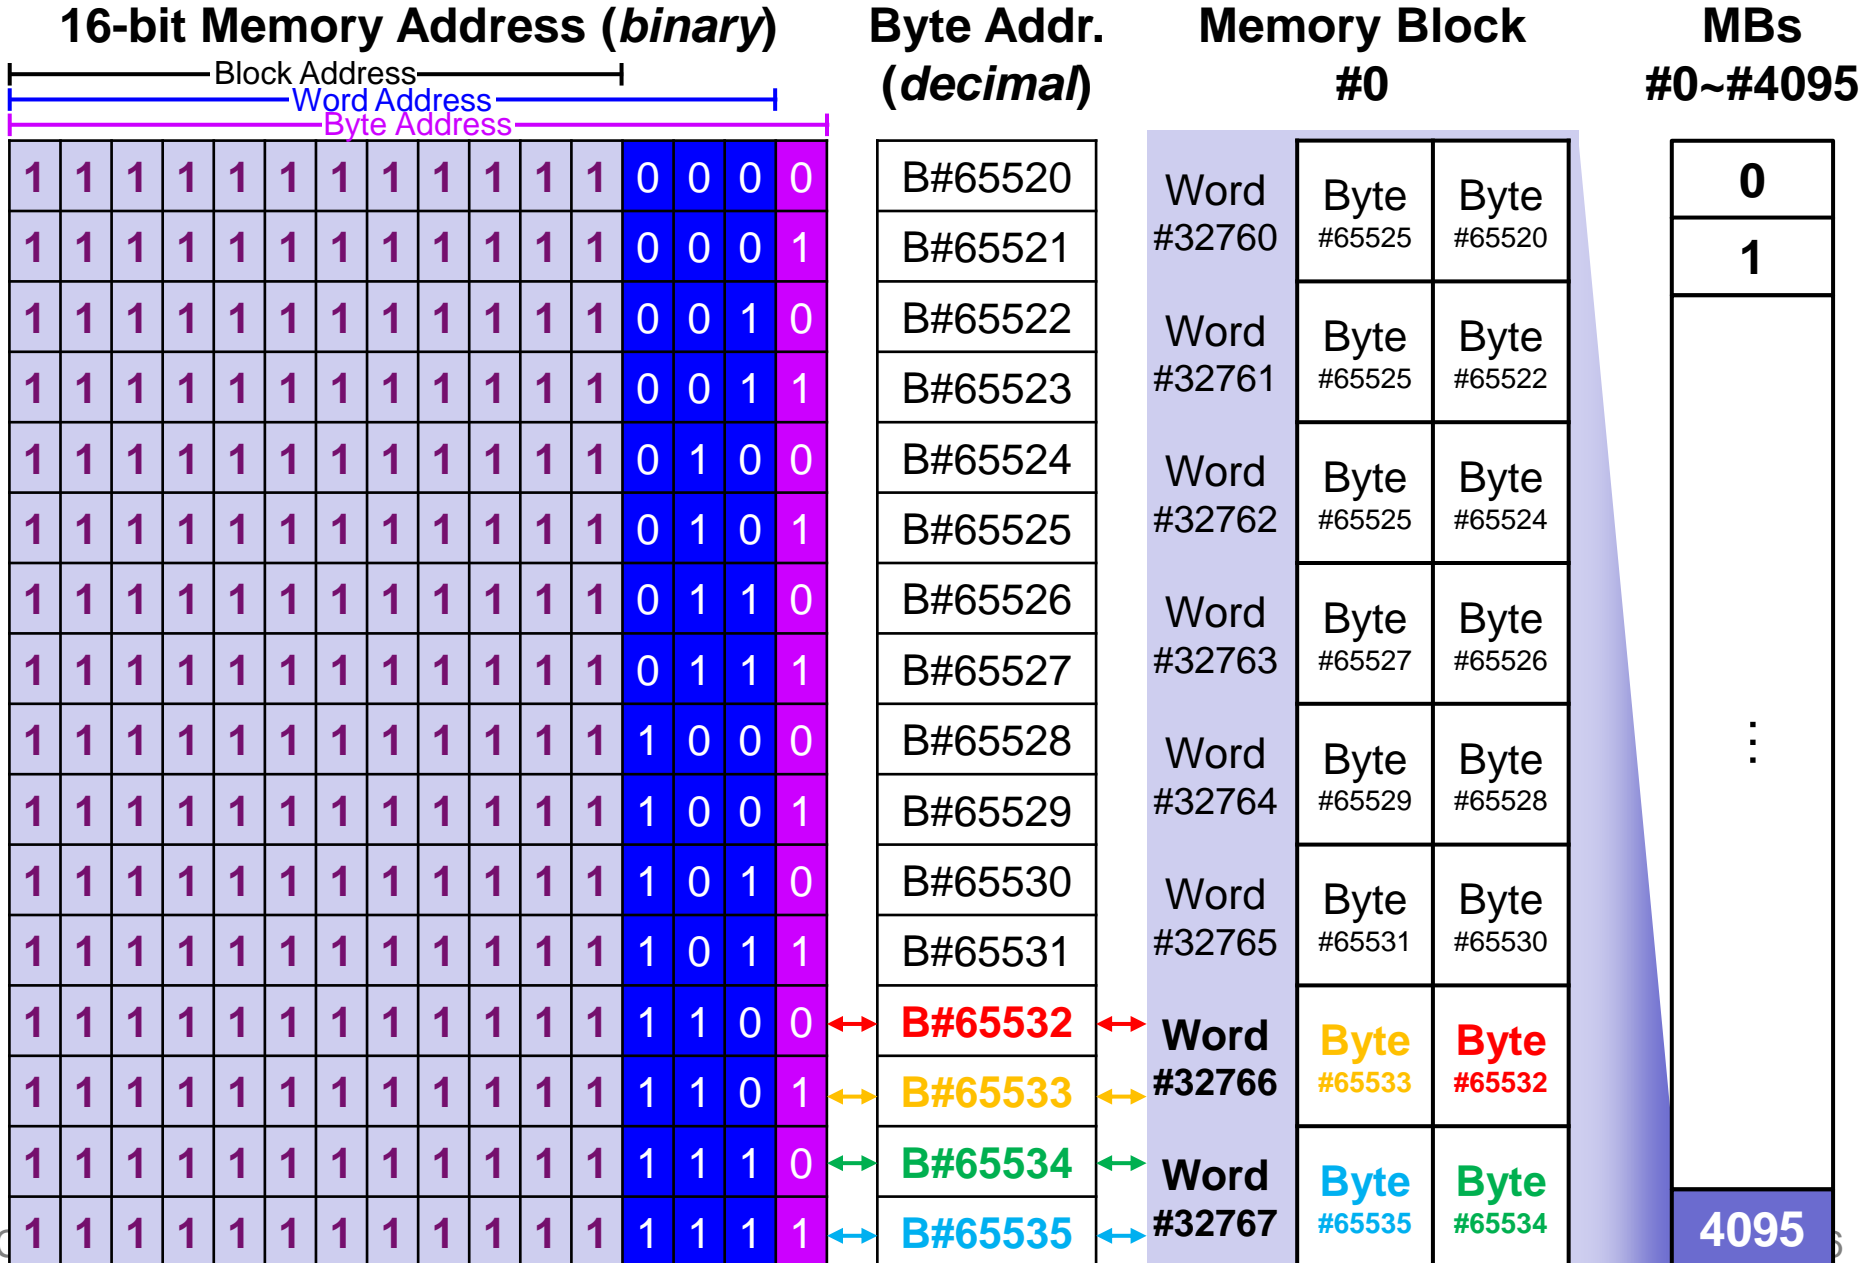 16-bit Memory Address (binary)
Block Address
Word Address
Byte Address
1 1 1 1 1 1 1 1 1 1 1 1 0 0 0 0
1 1 1 1 1 1 1 1 1 1 1 1 0 0 0 1
1 1 1 1 1 1 1 1 1 1 1 1 0 0 1 0
1 1 1 1 1 1 1 1 1 1 1 1 0 0 1 1
1 1 1 1 1 1 1 1 1 1 1 1 0 1 0 0
1 1 1 1 1 1 1 1 1 1 1 1 0 1 0 1
1 1 1 1 1 1 1 1 1 1 1 1 0 1 1 0
1 1 1 1 1 1 1 1 1 1 1 1 0 1 1 1
1 1 1 1 1 1 1 1 1 1 1 1 1 0 0 0
1 1 1 1 1 1 1 1 1 1 1 1 1 0 0 1
1 1 1 1 1 1 1 1 1 1 1 1 1 0 1 0
1 1 1 1 1 1 1 1 1 1 1 1 1 0 1 1
1 1 1 1 1 1 1 1 1 1 1 1 1 1 0 0
1 1 1 1 1 1 1 1 1 1 1 1 1 1 0 1
1 1 1 1 1 1 1 1 1 1 1 1 1 1 1 0
1 1 1 1 1 1 1 1 1 1 1 1 1 1 1 1
Byte Addr.
(decimal)
B#65520
B#65521
B#65522
B#65523
B#65524
B#65525
B#65526
B#65527
B#65528
B#65529
B#65530
B#65531
B#65532
B#65533
B#65534
B#65535
Memory Block
#0
Word Byte Byte
#32760 #65525 #65520
Word Byte Byte
#32761 #65525 #65522
Word Byte Byte
#32762 #65525 #65524
Word Byte Byte
#32763 #65527 #65526
Word Byte Byte
#32764 #65529 #65528
Word Byte Byte
#32765 #65531 #65530
Word Byte Byte
#32766 #65533 #65532
Word Byte Byte
#32767 #65535 #65534
MBs
#0~#4095
0
1
⋮
4095